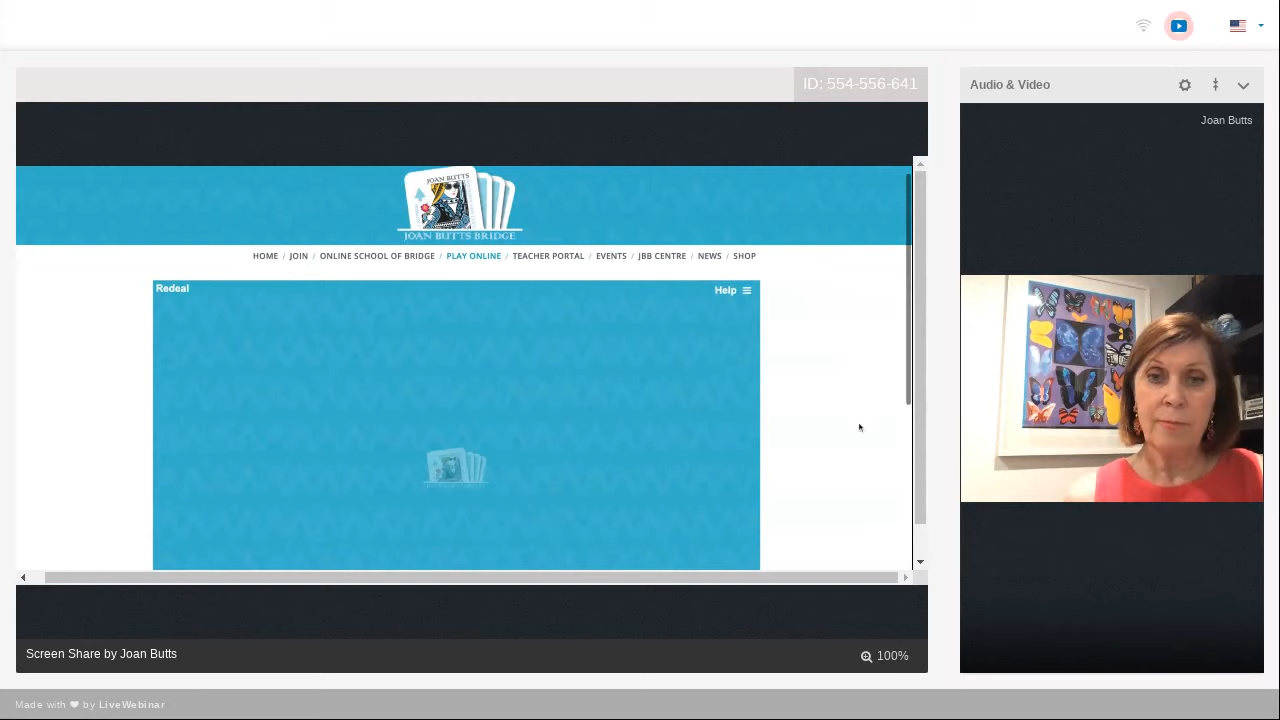 ID: 554-556-641
Audio & Video
Joan Butts
JOAN BUTTS
JOAN BUTTS BRIDGE
HOME / JOIN / ONLINE SCHOOL OF BRIDGE / PLAY ONLINE / TEACHER PORTAL / EVENTS / JBB CENTRE / NEWS / SHOP
Redeal
Help
Screen Share by Joan Butts
100%
Made with by LiveWebinar